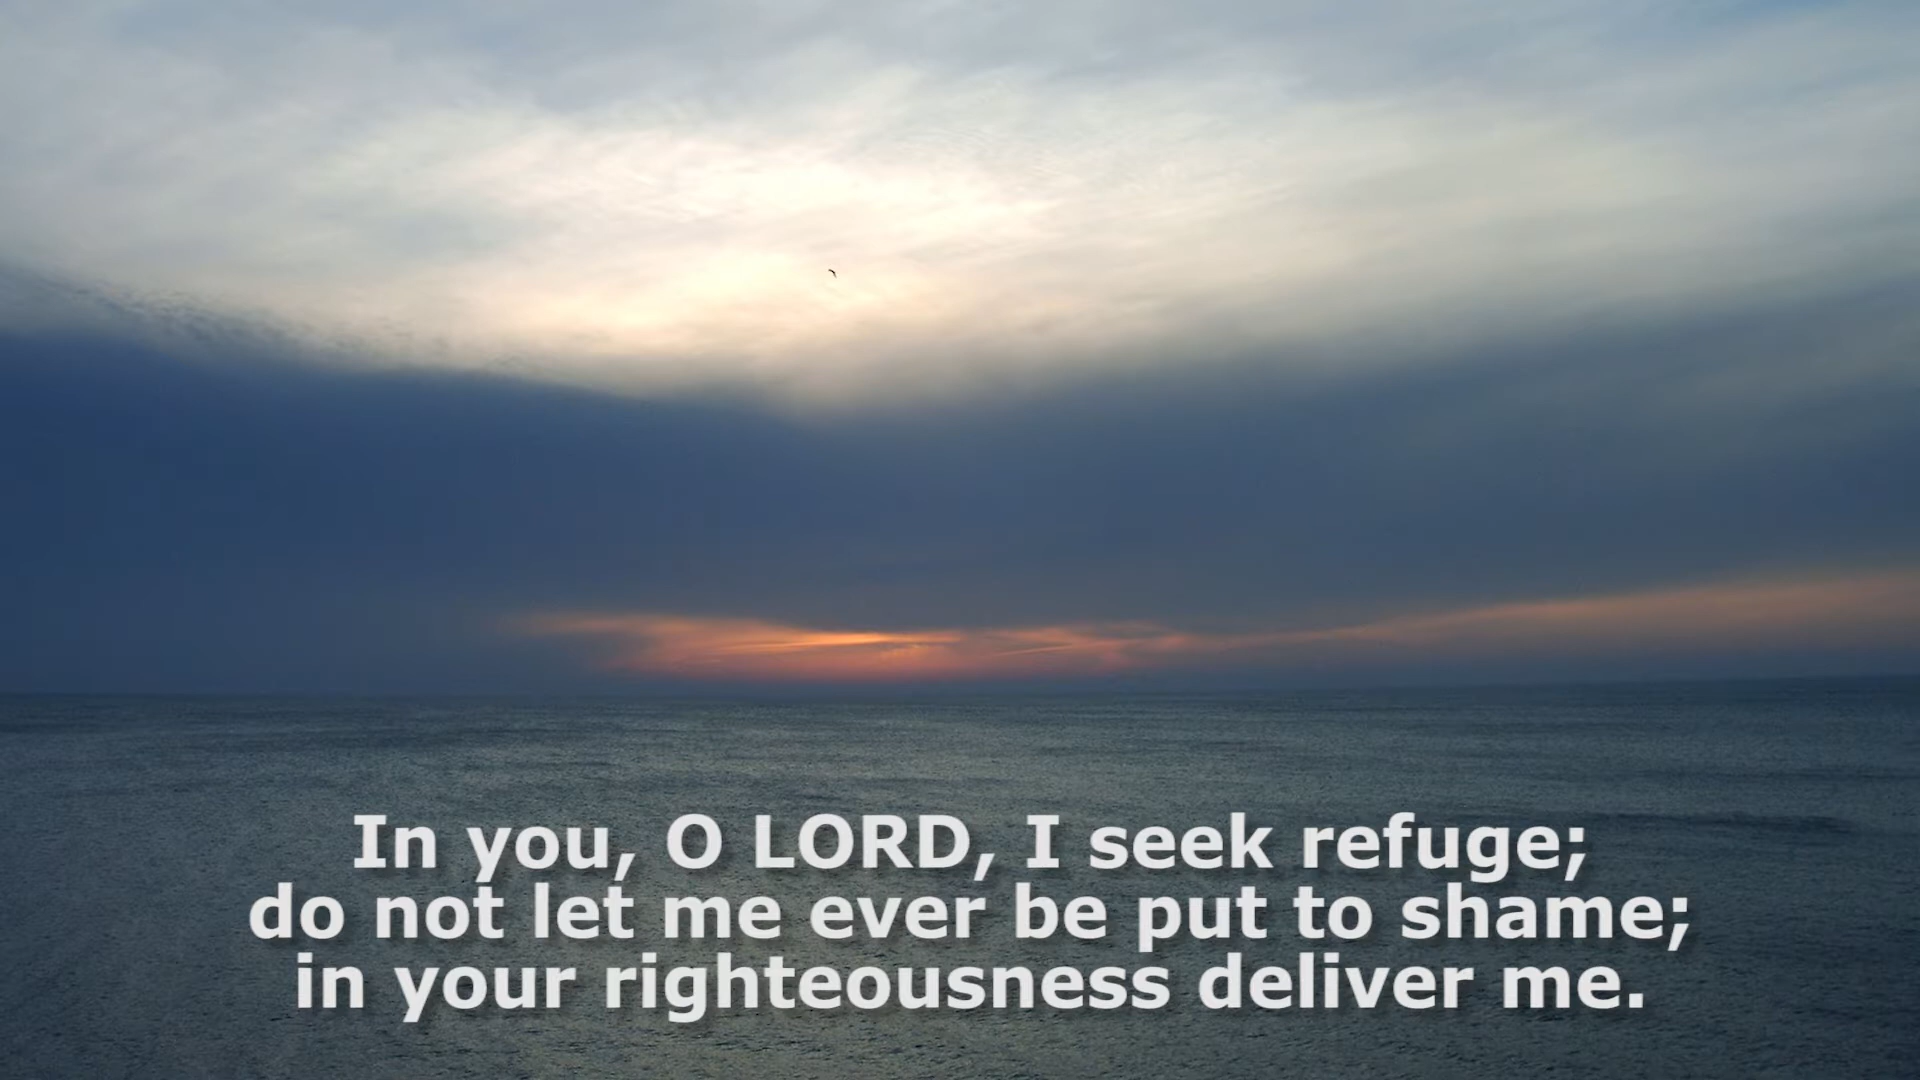 In you, O LORD, I seek refuge;
do not let me ever be put to shame;
in your righteousness deliver me.